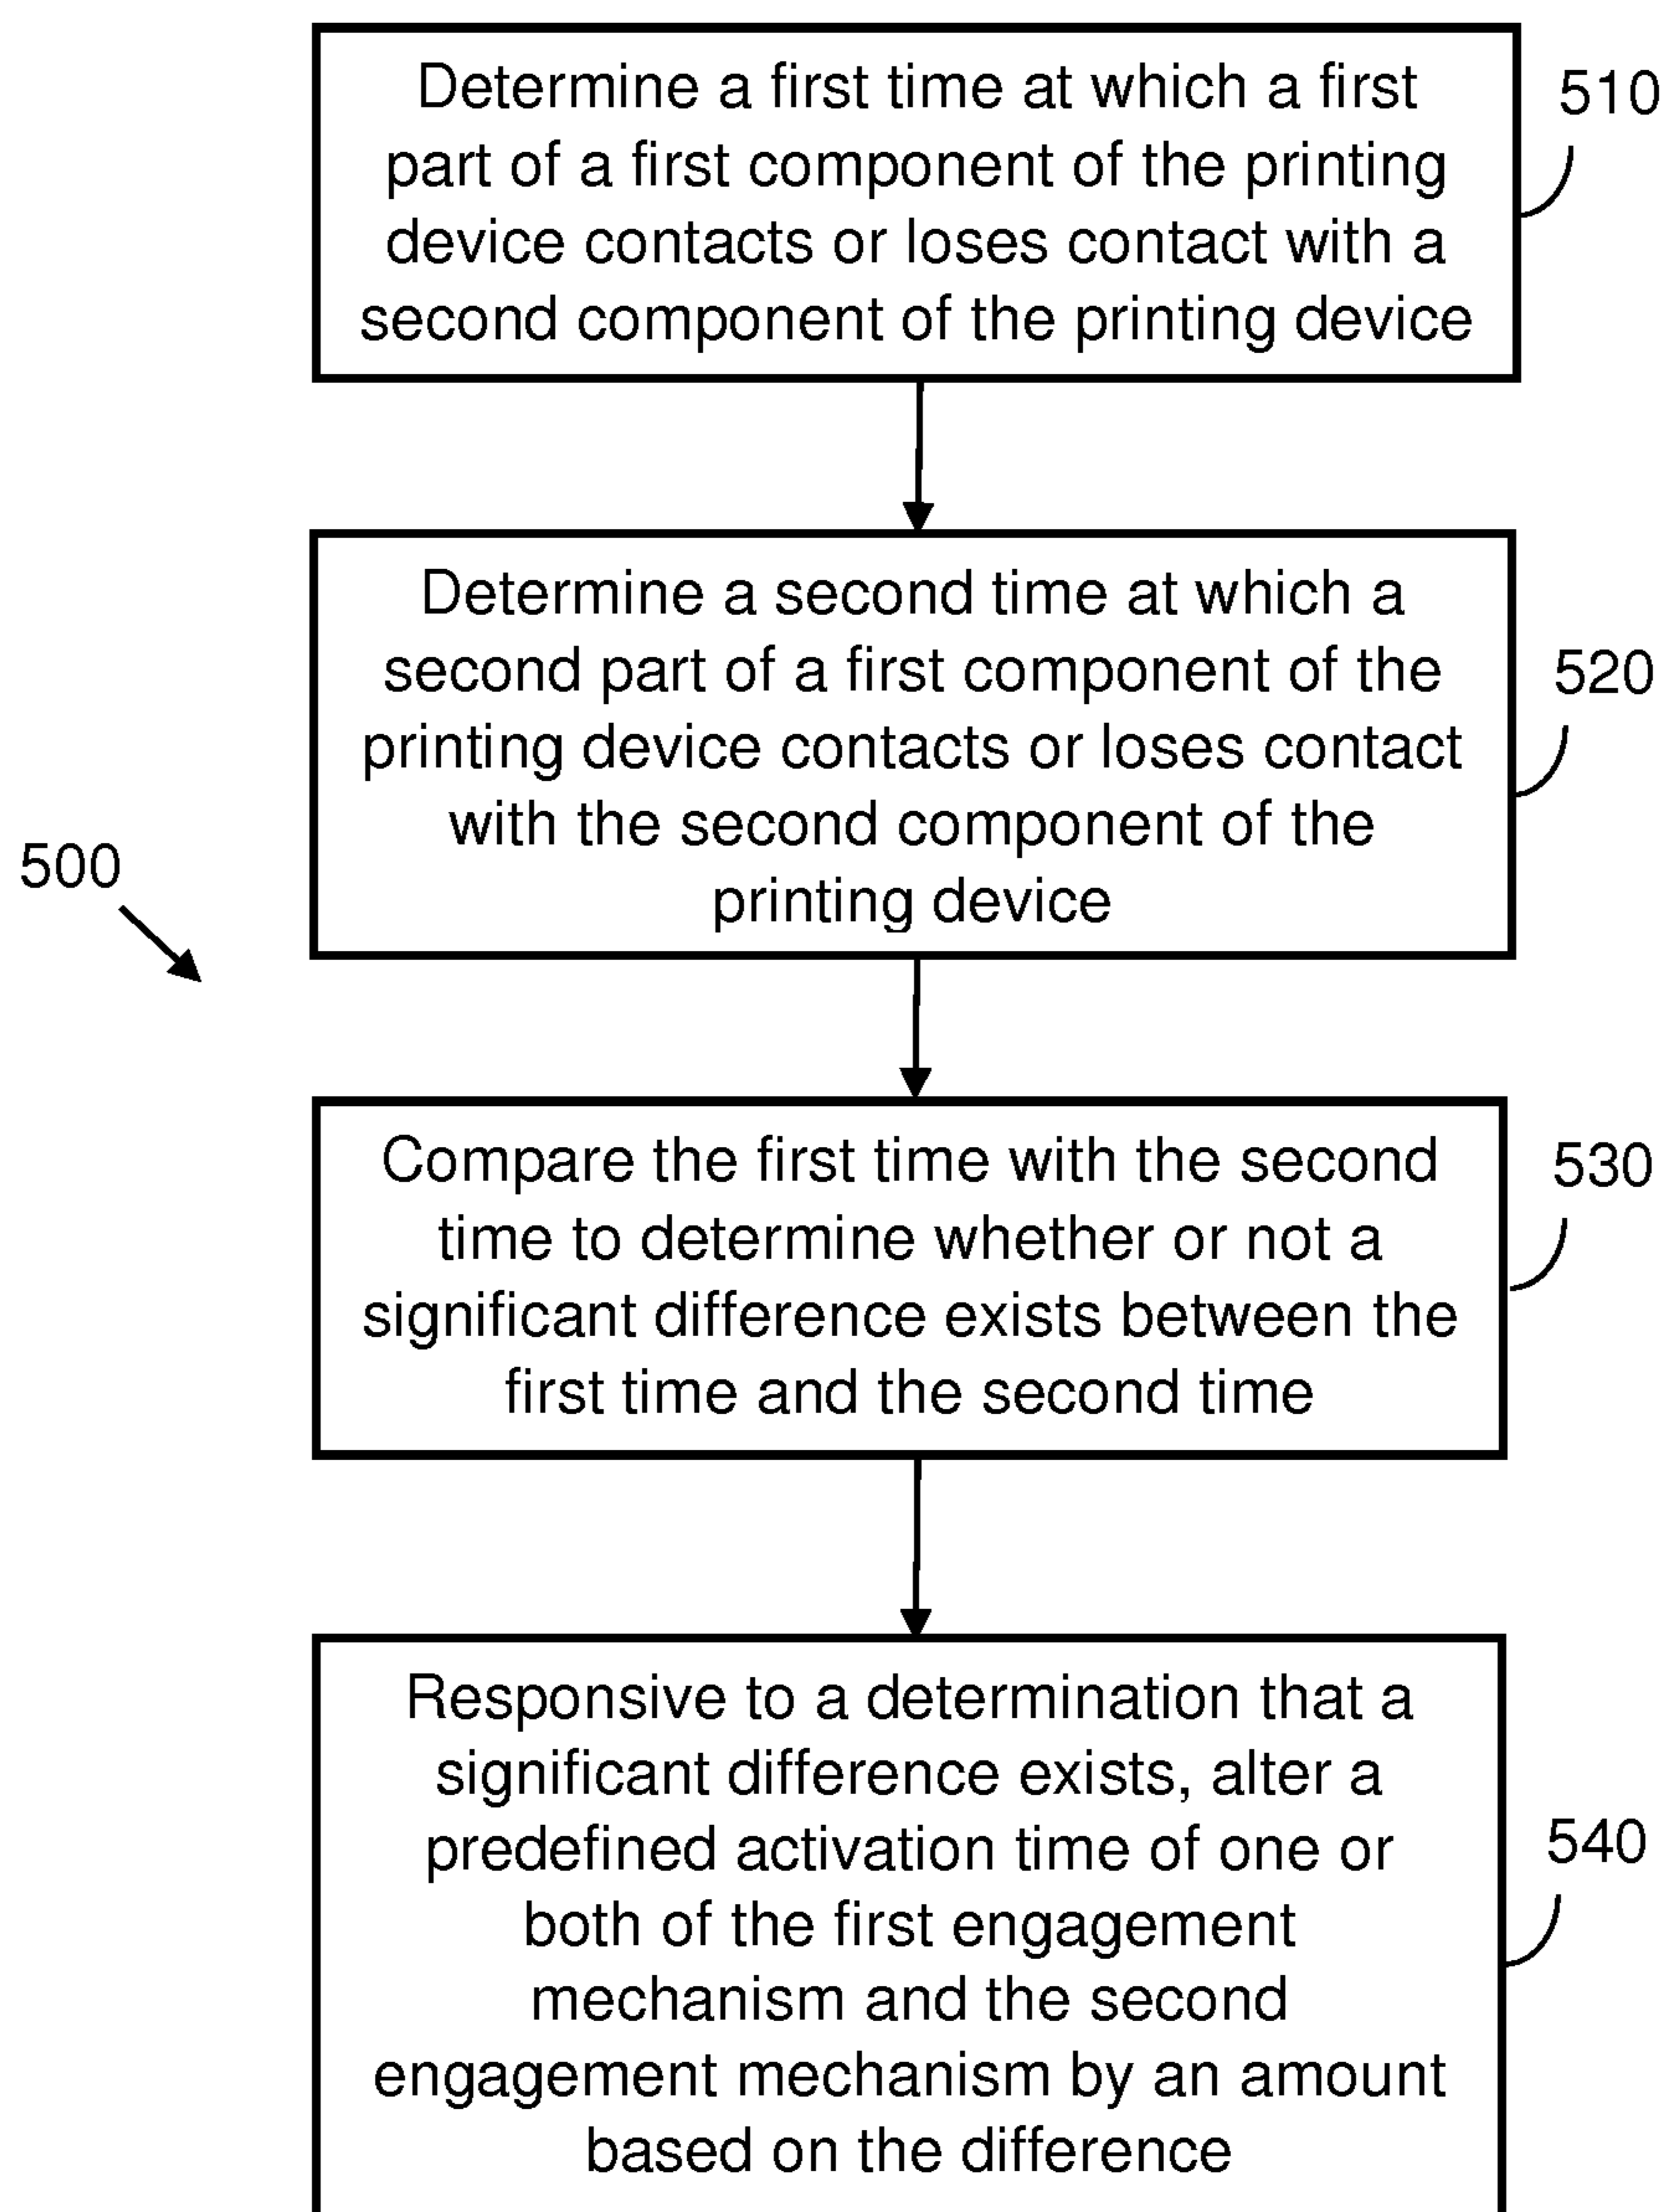 Determine a first time at which a first
part of a first component of the printing
device contacts or loses contact with a
second component of the printing device
510
Determine a second time at which a
second part of a first component of the
printing device contacts or loses contact
with the second component of the
printing device
520
500
Compare the first time with the second
time to determine whether or not a
significant difference exists between the
first time and the second time
530
Responsive to a determination that a
significant difference exists, alter a
predefined activation time of one or
both of the first engagement
mechanism and the second
engagement mechanism by an amount
based on the difference
540